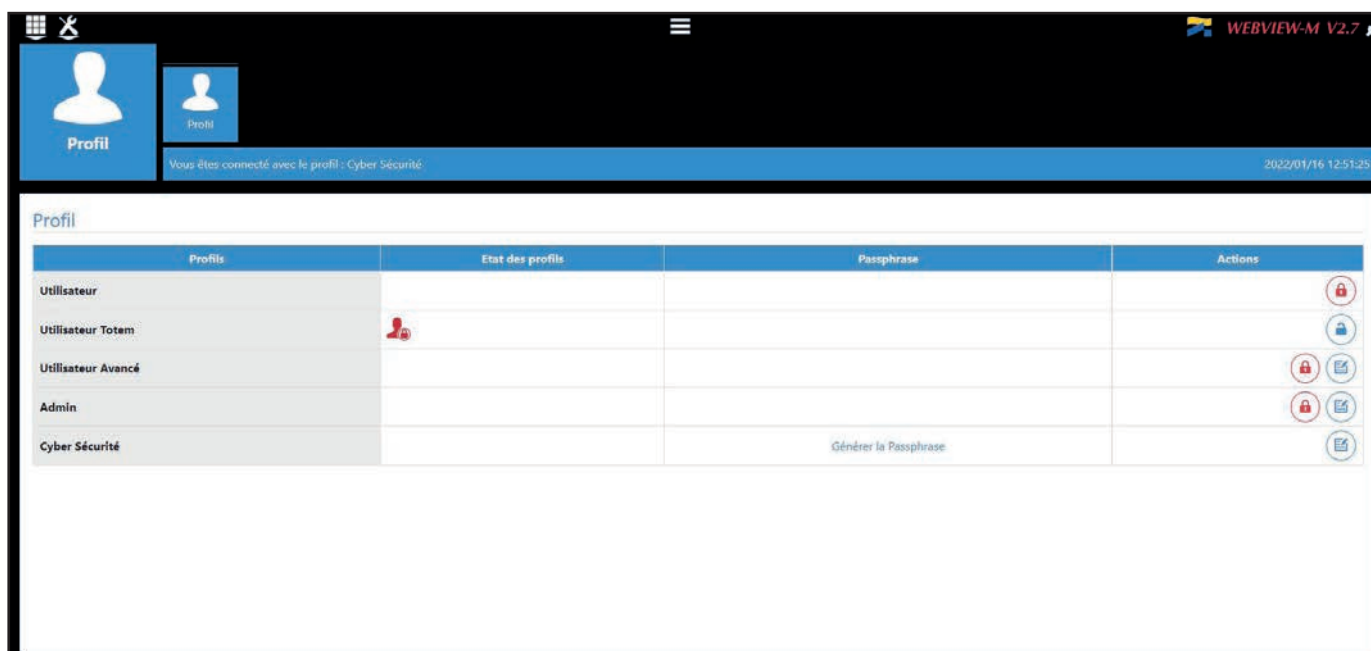 WEBVIEW-M V2.7
Profil
Profil
Vous êtes connecté avec le profil : Cyber Sécurité
2022/01/16 12:51:25
Profil
Profils
Etat des profils
Passphrase
Actions
Utilisateur
Utilisateur Totem
Utilisateur Avancé
Admin
Cyber Sécurité
Générer la Passphrase